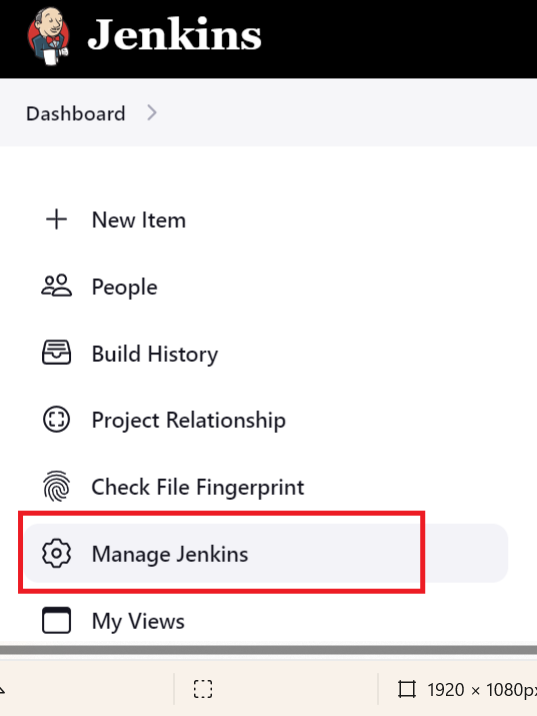 Jenkins
Dashboard
New Item
People
Build History
Project Relationship
Check File Fingerprint
Manage Jenkins
My Views
1920 × 1080px